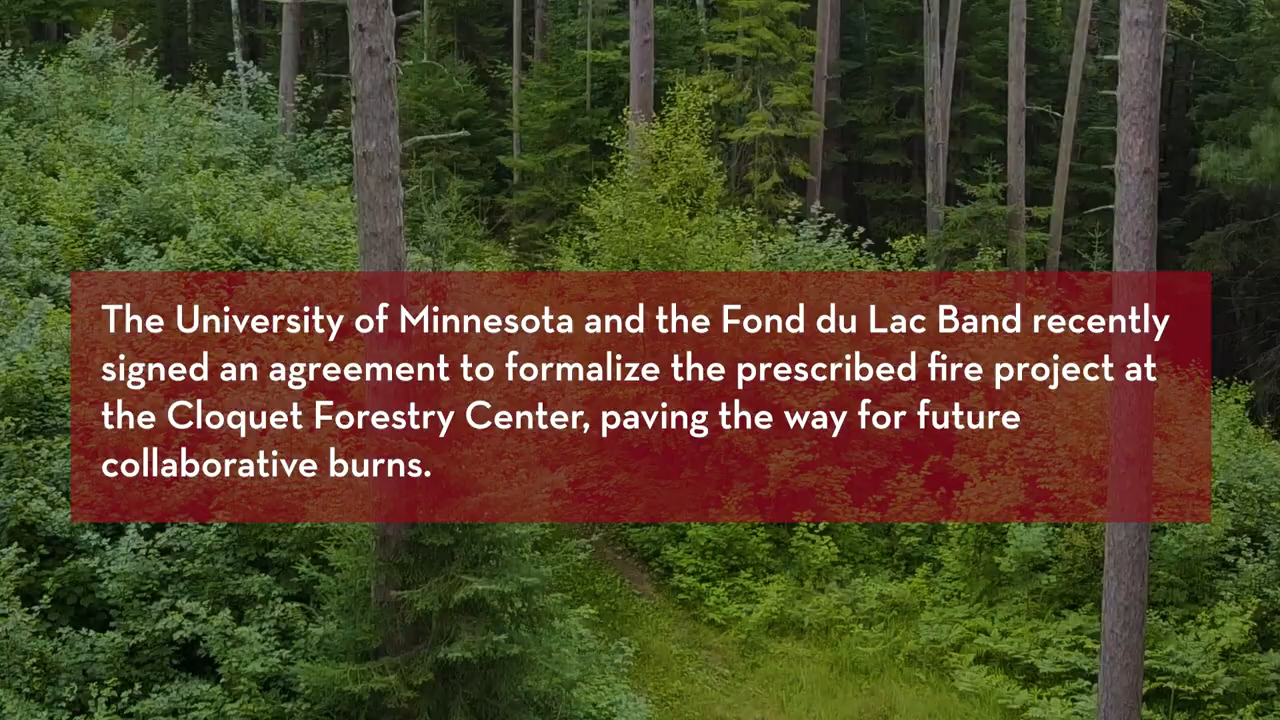 The University of Minnesota and the Fond du Lac Band recently
signed an agreement to formalize the prescribed fire project at
the Cloquet Forestry Center, paving the way for future
collaborative burns.